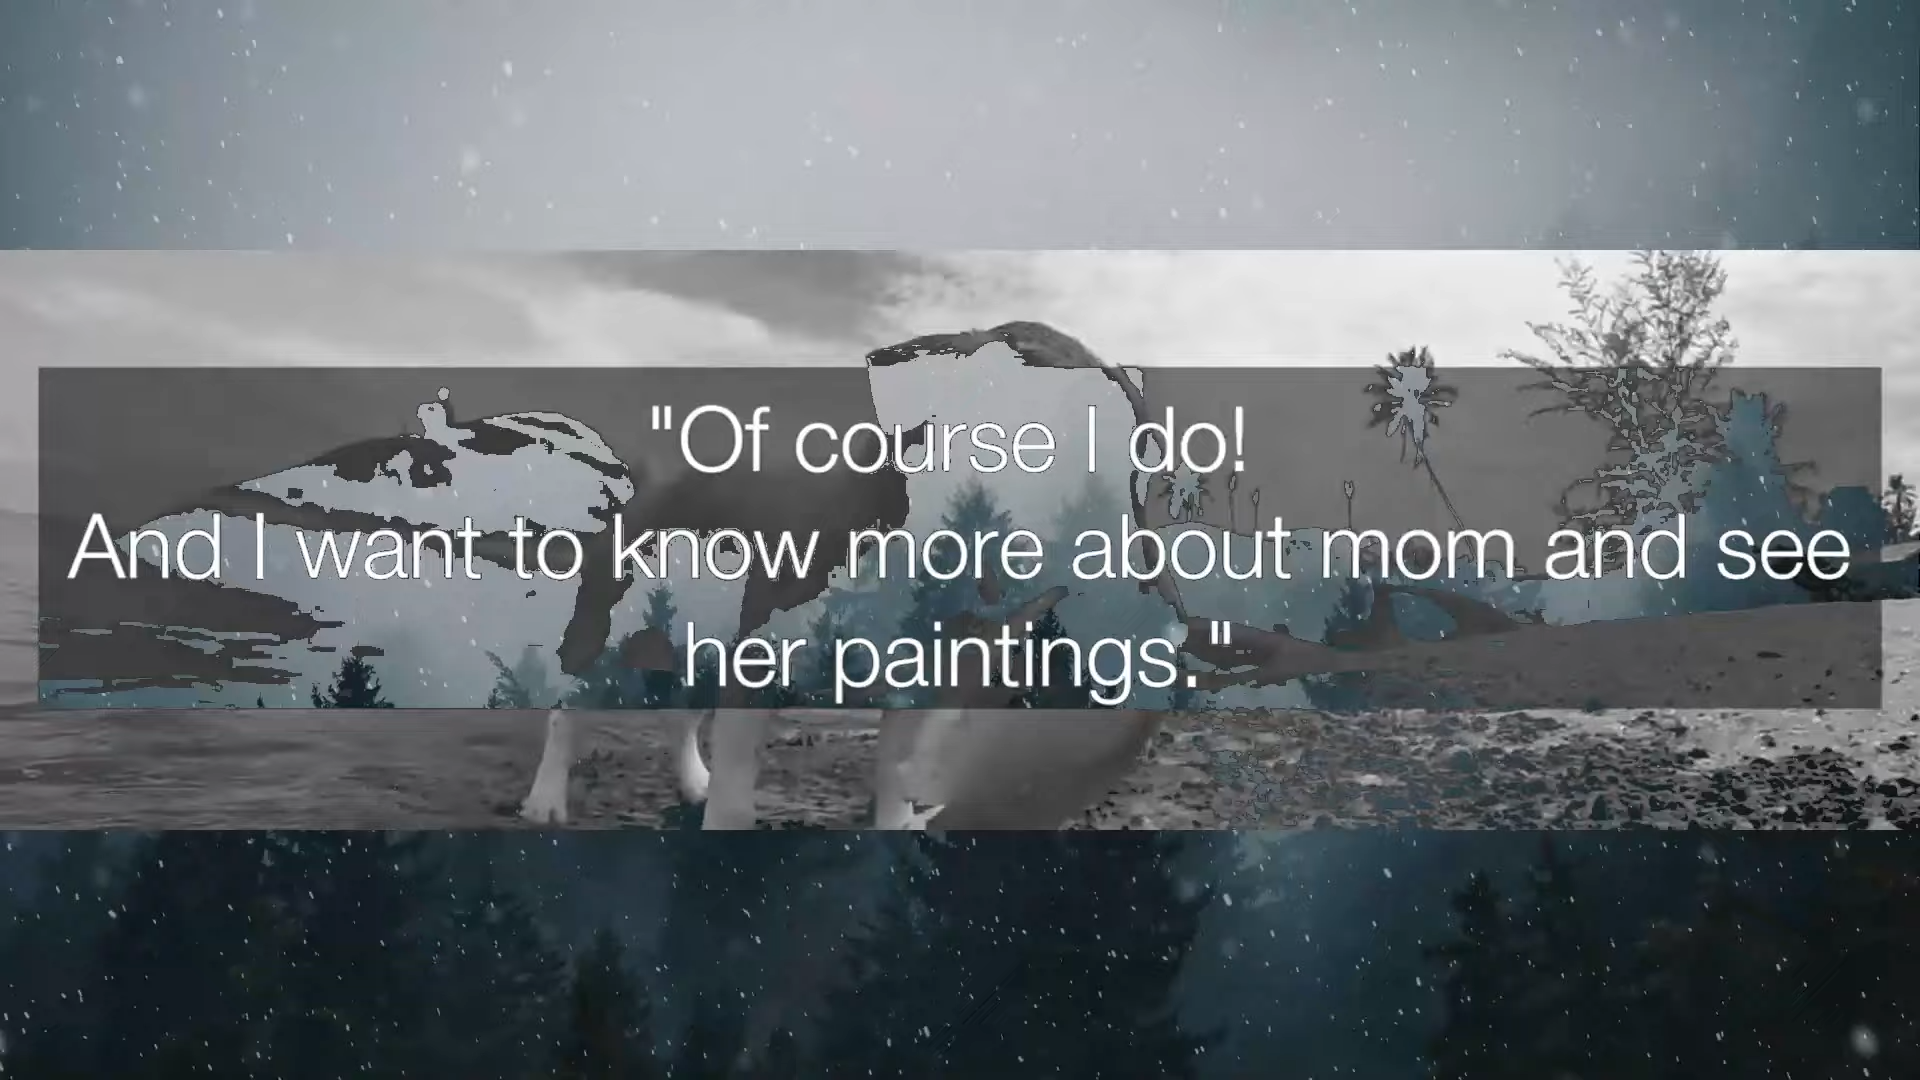 "Of course I do!
And I want to know more about mom and see
her paintings."